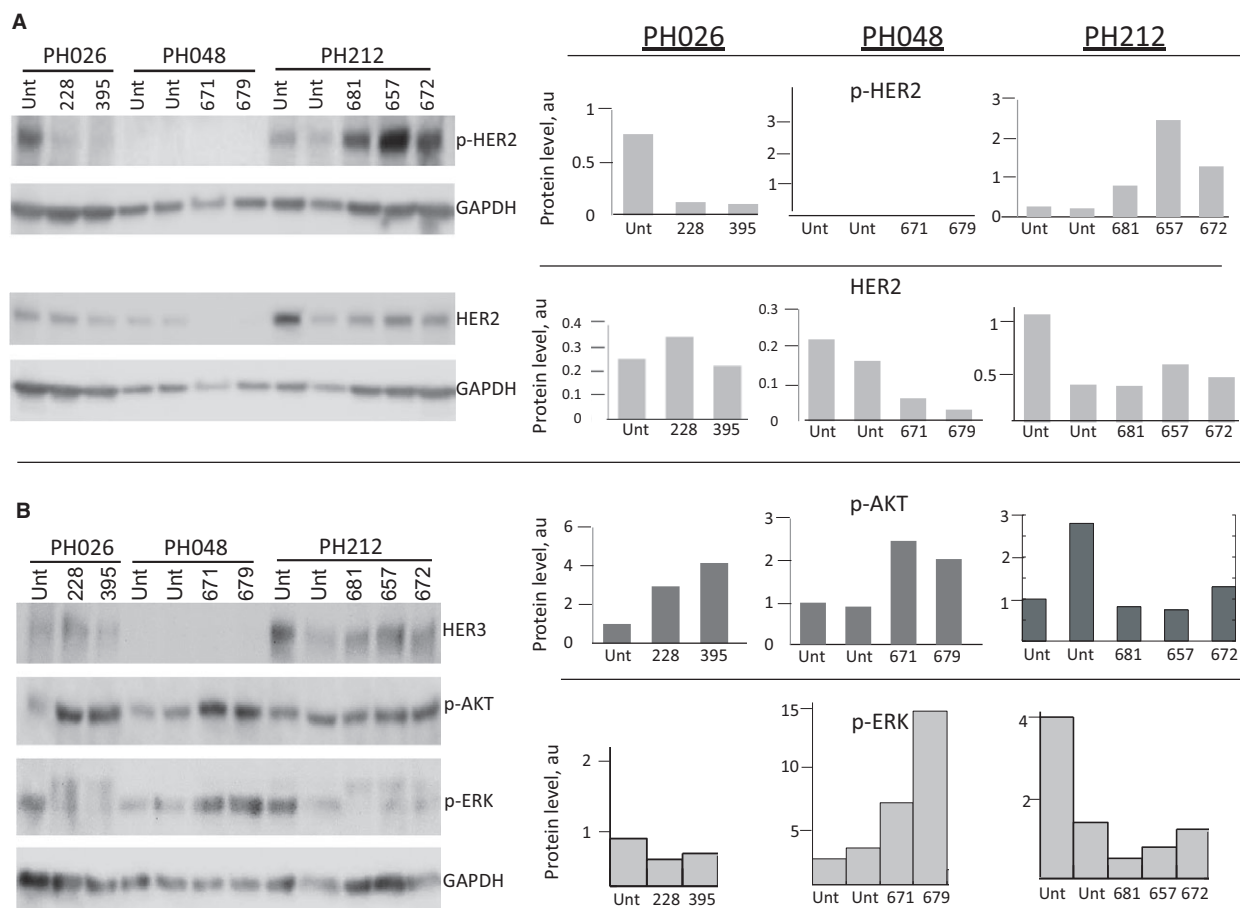 A
PH026 PH048 PH212
Unt 228 395 Unt Unt 671 679 Unt Unt 681 657 672
p-HER2
GAPDH
HER2
GAPDH
PH026 PH048 PH212
p-HER2
Protein level, au
1
0.5
0
Unt 228 395
3
2
1
Unt Unt 671 679
3
2
1
0
Unt Unt 681 657 672
HER2
Protein level, au
0.4
0.3
0.2
0.1
0
Unt 228 395
0.3
0.2
0.1
0
Unt Unt 671 679
1
0.5
Unt Unt 681 657 672
B
PH026 PH048 PH212
Unt 228 395 Unt Unt 671 679 Unt Unt 681 657 672
HER3
p-AKT
p-ERK
GAPDH
p-AKT
Protein level, au
6
4
2
0
Unt 228 395
3
2
1
0
Unt Unt 671 679
3
2
1
Unt Unt 681 657 672
p-ERK
Protein level, au
2
1
Unt 228 395
15
10
5
Unt Unt 671 679
4
2
Unt Unt 681 657 672